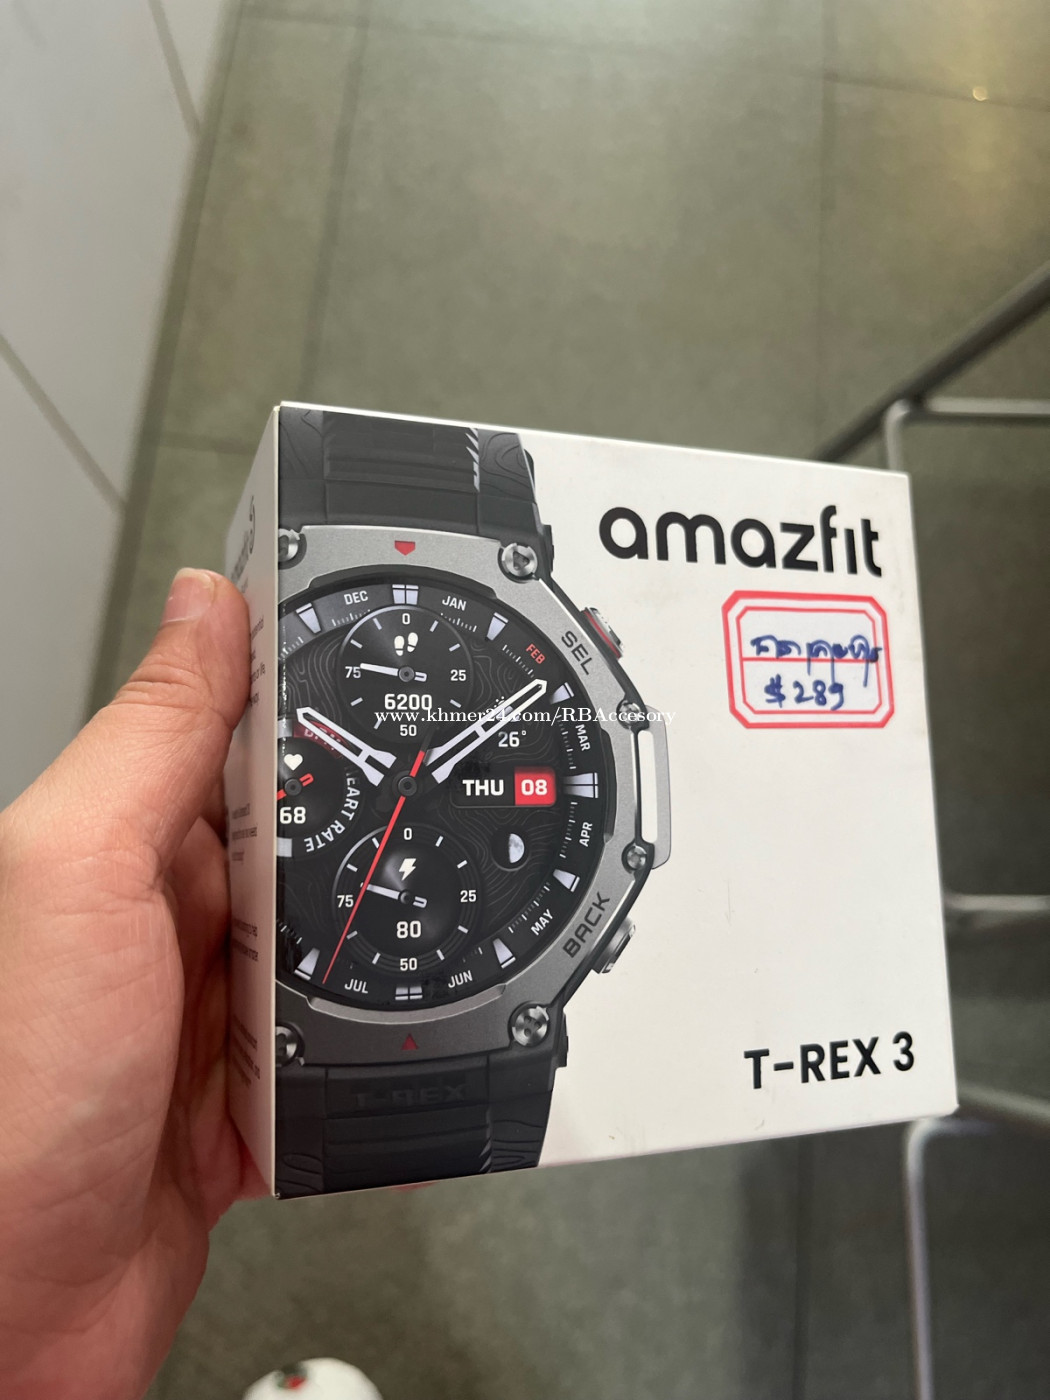 amazfit
$289
SEL
DEC
JAN
FEB
0
75
25
6200
50
www.khmer24.com/RBAccesory
MAR
26°
THU 08
68
HEART RATE
APR
0
75
25
80
50
MAY
BACK
JUL
JUN
T-REX 3
T-REX